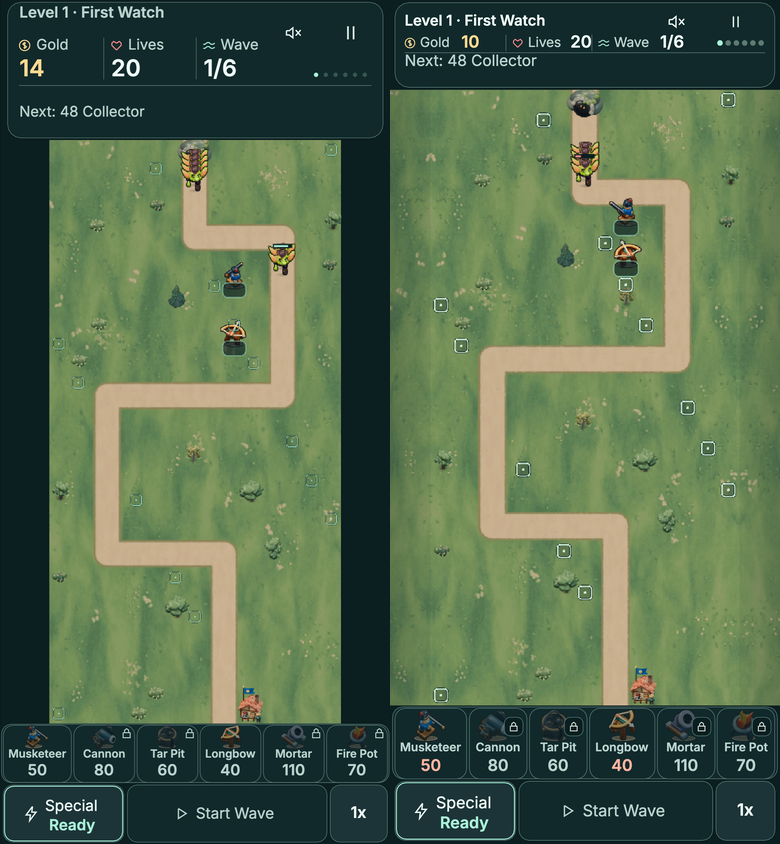 Level 1 · First Watch
Gold
Lives
Wave
14
20
1/6
Next: 48 Collector
Musketeer
50
Cannon
80
Tar Pit
60
Longbow
40
Mortar
110
Fire Pot
70
Special
Ready
Start Wave
1x
Level 1 · First Watch
Gold 10 Lives 20 Wave 1/6
Next: 48 Collector
Musketeer
50
Cannon
80
Tar Pit
60
Longbow
40
Mortar
110
Fire Pot
70
Special
Ready
Start Wave
1x